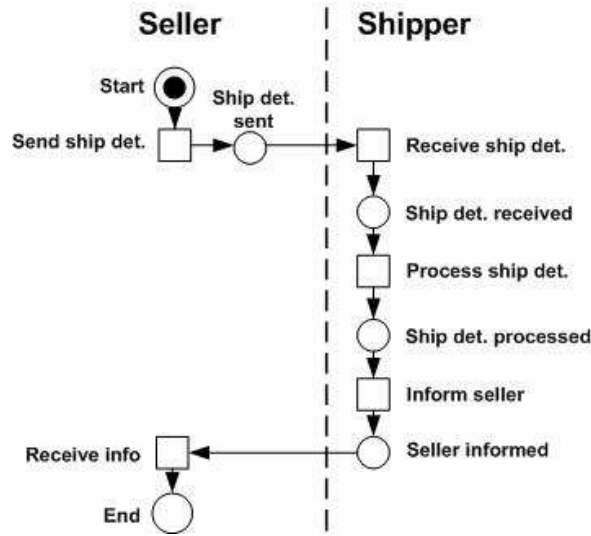 Seller
Shipper
Start
Ship det.
sent
Send ship det.
Receive ship det.
Ship det. received
Process ship det.
Ship det. processed
Inform seller
Receive info
Seller informed
End